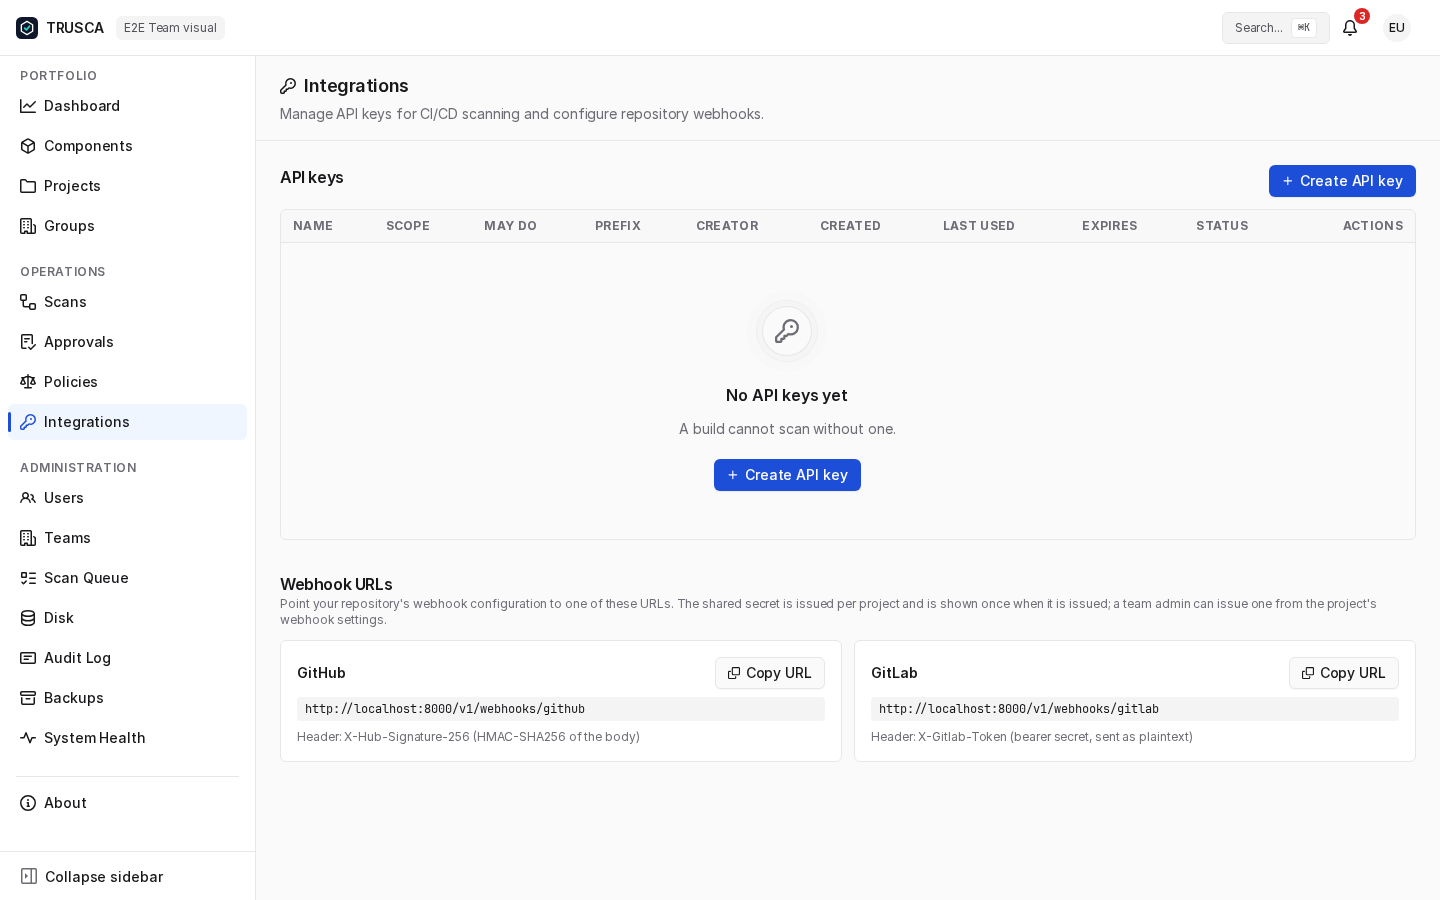 TRUSCA
E2E Team visual
Search... ⌘K
3
EU
PORTFOLIO
Dashboard
Components
Projects
Groups
OPERATIONS
Scans
Approvals
Policies
Integrations
ADMINISTRATION
Users
Teams
Scan Queue
Disk
Audit Log
Backups
System Health
About
Collapse sidebar
Integrations
Manage API keys for CI/CD scanning and configure repository webhooks.
API keys
+ Create API key
NAME SCOPE MAY DO PREFIX CREATOR CREATED LAST USED EXPIRES STATUS ACTIONS
No API keys yet
A build cannot scan without one.
+ Create API key
Webhook URLs
Point your repository's webhook configuration to one of these URLs. The shared secret is issued per project and is shown once when it is issued; a team admin can issue one from the project's
webhook settings.
GitHub
Copy URL
http://localhost:8000/v1/webhooks/github
Header: X-Hub-Signature-256 (HMAC-SHA256 of the body)
GitLab
Copy URL
http://localhost:8000/v1/webhooks/gitlab
Header: X-Gitlab-Token (bearer secret, sent as plaintext)